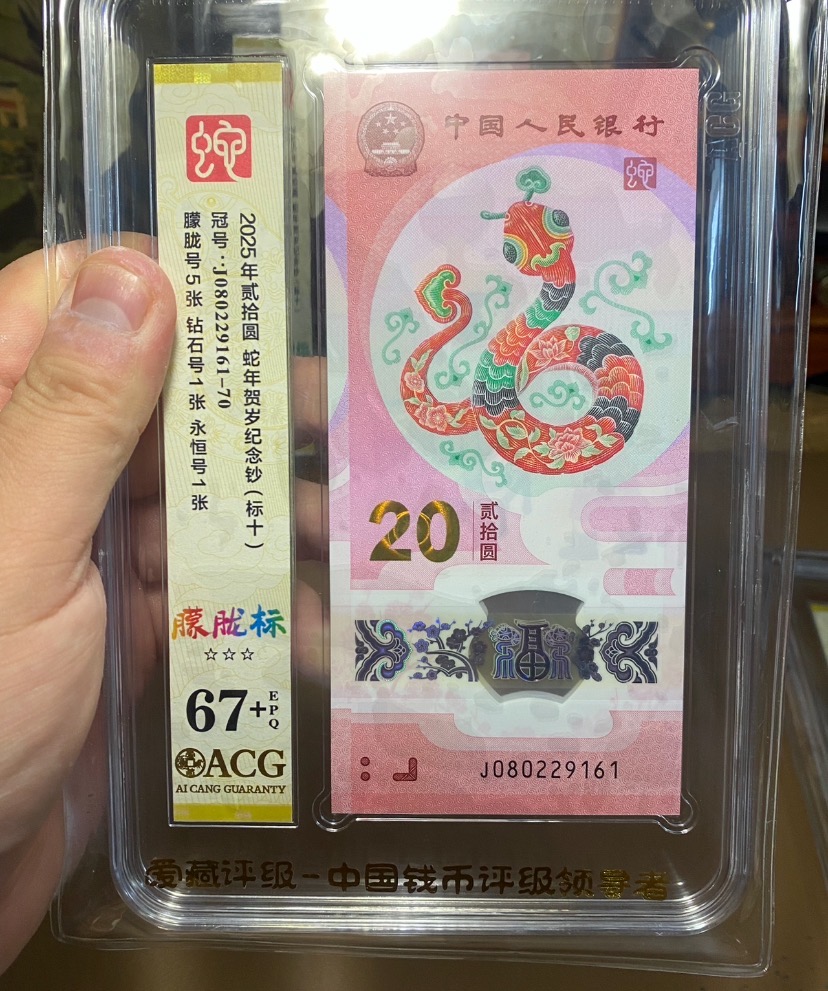 蛇
2025年贰拾圆 蛇年贺岁纪念钞(标十)
冠号:J080229161-70
朦胧号5张 钻石号1张 永恒号1张
朦胧标
☆☆☆
67+EPQ
ACG
AI CANG GUARANTY
中国人民银行
蛇
20
贰拾圆
福
J080229161
爱藏评级-中国钱币评级领导者